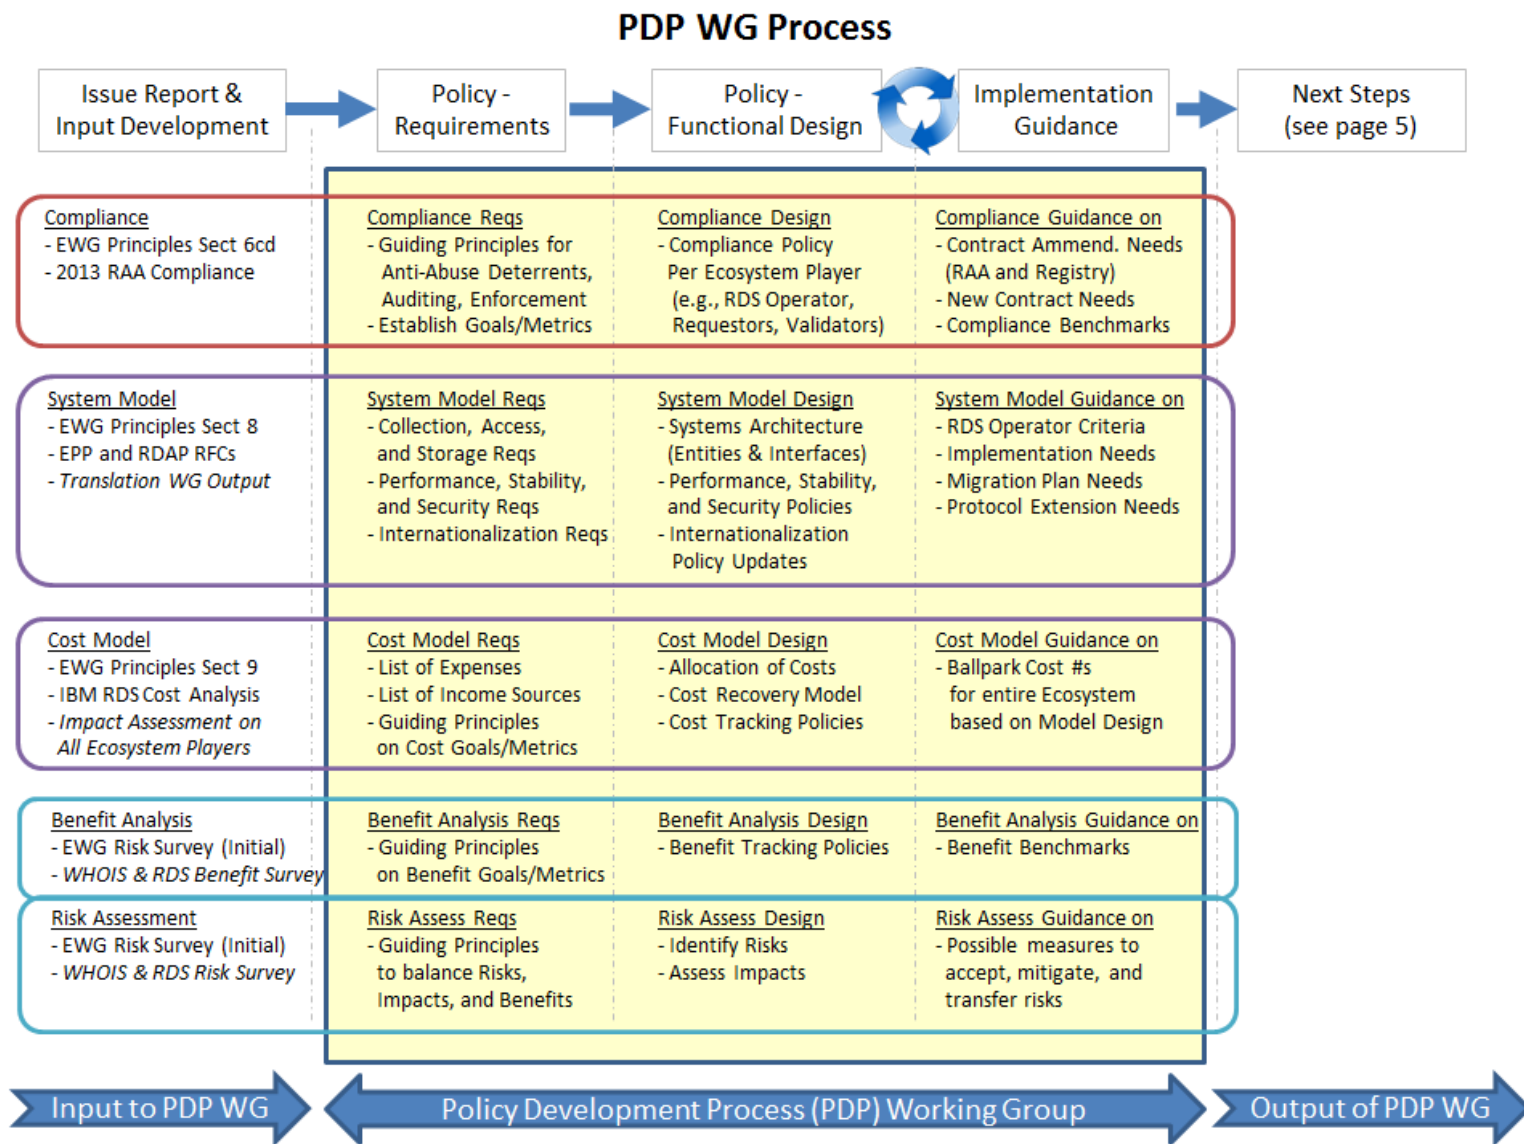 PDP WG Process
Issue Report &
Input Development
Policy -
Requirements
Policy -
Functional Design
Implementation
Guidance
Next Steps
(see page 5)
Compliance
- EWG Principles Sect 6cd
- 2013 RAA Compliance
Compliance Reqs
- Guiding Principles for
Anti-Abuse Deterrents,
Auditing, Enforcement
- Establish Goals/Metrics
Compliance Design
- Compliance Policy
Per Ecosystem Player
(e.g., RDS Operator,
Requestors, Validators)
Compliance Guidance on
- Contract Ammend. Needs
(RAA and Registry)
- New Contract Needs
- Compliance Benchmarks
System Model
- EWG Principles Sect 8
- EPP and RDAP RFCs
- Translation WG Output
System Model Reqs
- Collection, Access,
and Storage Reqs
- Performance, Stability,
and Security Reqs
- Internationalization Reqs
System Model Design
- Systems Architecture
(Entities & Interfaces)
- Performance, Stability,
and Security Policies
- Internationalization
Policy Updates
System Model Guidance on
- RDS Operator Criteria
- Implementation Needs
- Migration Plan Needs
- Protocol Extension Needs
Cost Model
- EWG Principles Sect 9
- IBM RDS Cost Analysis
- Impact Assessment on
All Ecosystem Players
Cost Model Reqs
- List of Expenses
- List of Income Sources
- Guiding Principles
on Cost Goals/Metrics
Cost Model Design
- Allocation of Costs
- Cost Recovery Model
- Cost Tracking Policies
Cost Model Guidance on
- Ballpark Cost #s
for entire Ecosystem
based on Model Design
Benefit Analysis
- EWG Risk Survey (Initial)
- WHOIS & RDS Benefit Survey
Benefit Analysis Reqs
- Guiding Principles
on Benefit Goals/Metrics
Benefit Analysis Design
- Benefit Tracking Policies
Benefit Analysis Guidance on
- Benefit Benchmarks
Risk Assessment
- EWG Risk Survey (Initial)
- WHOIS & RDS Risk Survey
Risk Assess Reqs
- Guiding Principles
to balance Risks,
Impacts, and Benefits
Risk Assess Design
- Identify Risks
- Assess Impacts
Risk Assess Guidance on
- Possible measures to
accept, mitigate, and
transfer risks
Input to PDP WG
Policy Development Process (PDP) Working Group
Output of PDP WG